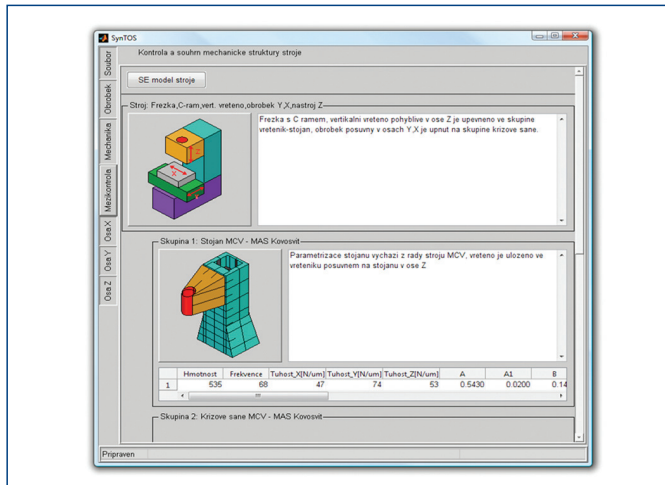 SynTOS
Kontrola a souhrn mechanicke struktury stroje
Soubor
Obrobek
Mechanika
Mezikontrola
Osa X
Osa Y
Osa Z
SE model stroje
Stroj: Frezka,C-ram,vert. vreteno,obrobek Y,X,nastroj Z
Z
X
Frezka s C ramem, vertikalni vreteno pohyblive v ose Z je upevneno ve skupine
vretenik-stojan, obrobek posuvny v osach Y,X je upnut na skupine krizove sane.
Skupina 1: Stojan MCV - MAS Kovosvit
Parametrizace stojanu vychazi z rady stroju MCV, vreteno je ulozeno ve
vreteniku posuvnem na stojanu v ose Z
Hmotnost Frekvence Tuhost_X[N/um] Tuhost_Y[N/um] Tuhost_Z[N/um] A A1 B
1 535 68 47 74 53 0.5430 0.0200 0.14
Skupina 2: Krizove sane MCV - MAS Kovosvit
Pripraven